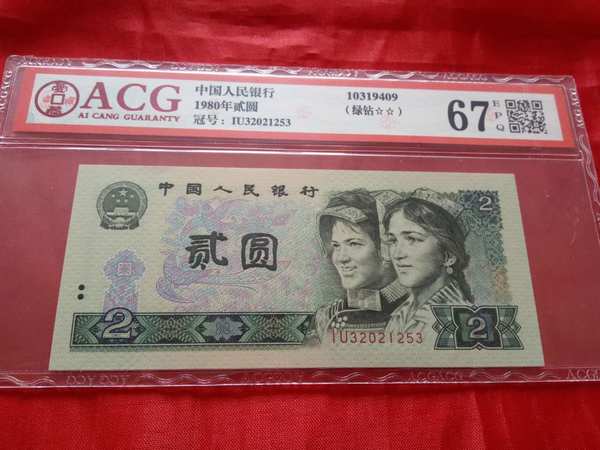 ACG
AI CANG GUARANTY
中国人民银行
1980年贰圆
冠号：IU32021253
10319409
（绿钻☆☆）
67
EPQ
中国人民银行
贰圆
2
2
2
IU32021253